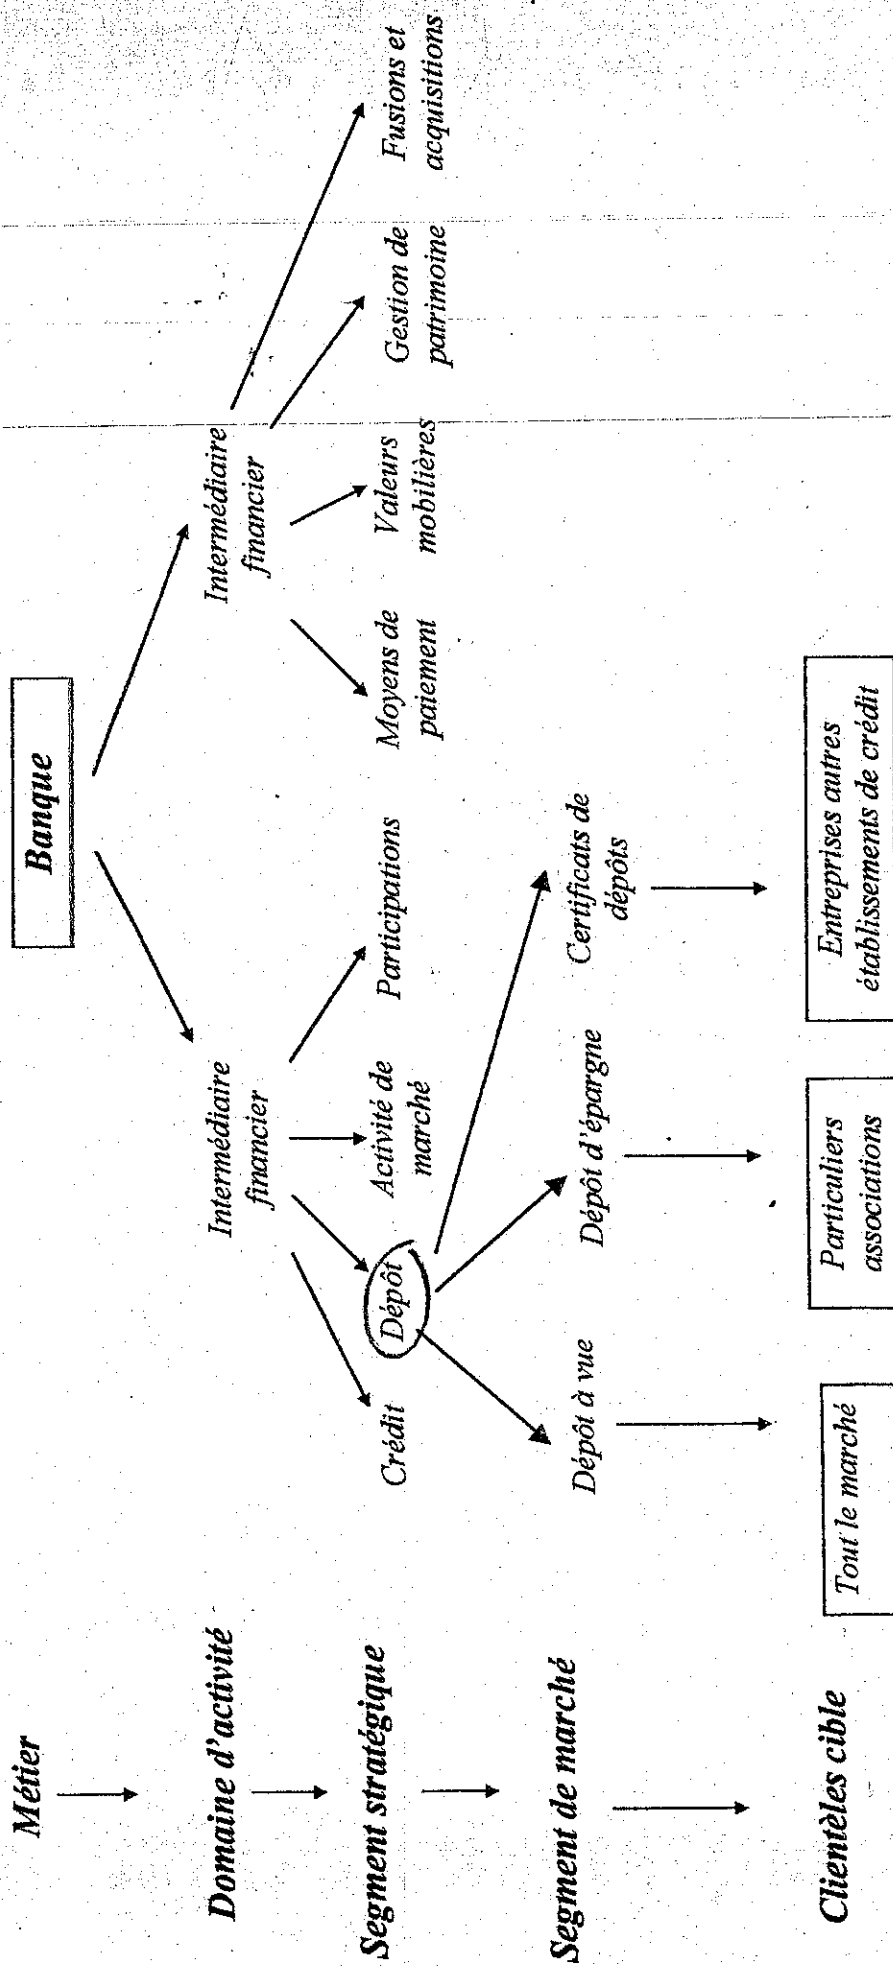 Métier
Banque
Domaine d'activité
Intermédiaire
financier
Intermédiaire
financier
Segment stratégique
Crédit
Dépôt
Activité de
marché
Participations
Moyens de
paiement
Valeurs
mobilières
Gestion de
patrimoine
Fusions et
acquisitions
Segment de marché
Dépôt à vue
Dépôt d'épargne
Certificats de
dépôts
Clientèles cible
Tout le marché
Particuliers
associations
Entreprises autres
établissements de crédit